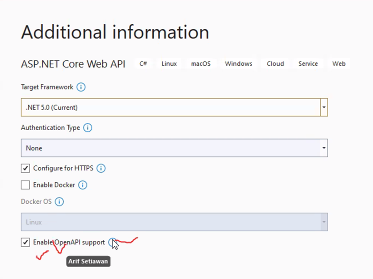 Additional information
ASP.NET Core Web API C# Linux macOS Windows Cloud Service Web
Target Framework
.NET 5.0 (Current)
Authentication Type
None
Configure for HTTPS
Enable Docker
Docker OS
Linux
Enable OpenAPI support
Arif Setiawan